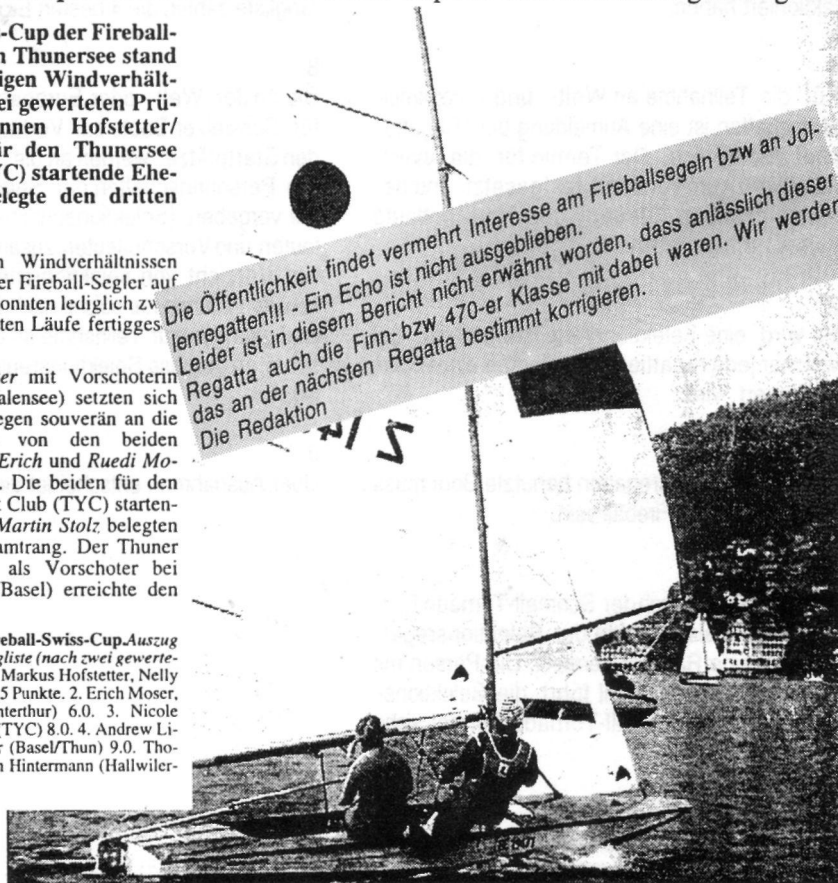 -Cup der Fireball-
n Thunersee stand
igen Windverhält-
ei gewerteten Prü-
nnen Hofstetter/
ir den Thunersee
C) startende Ehe-
elegte den dritten
n Windverhältnissen
er Fireball-Segler auf
onnten lediglich zw
ten Läufe fertigges
er mit Vorschoterin
alensee) setzten sich
egen souverän an die
von den beiden
Erich und Ruedi Mo-
. Die beiden für den
t Club (TYC) starten-
Martin Stolz belegten
amtrang. Der Thuner
als Vorschoter bei
Basel) erreichte den
eball-Swiss-Cup. Auszug
gliste (nach zwei gewerte-
Markus Hofstetter, Nelly
5 Punkte. 2. Erich Moser,
nterthur) 6.0. 3. Nicole
(TYC) 8.0. 4. Andrew Li-
r (Basel/Thun) 9.0. Tho-
n Hintermann (Hallwiler-
Die Öffentlichkeit findet vermehrt Interesse am Fireballsegeln bzw an Jol-
lenregatten!!! - Ein Echo ist nicht ausgeblieben.
Leider ist in diesem Bericht nicht erwähnt worden, dass anlässlich dieser
Regatta auch die Finn- bzw 470-er Klasse mit dabei waren. Wir werden
das an der nächsten Regatta bestimmt korrigieren.
Die Redaktion
Z 14